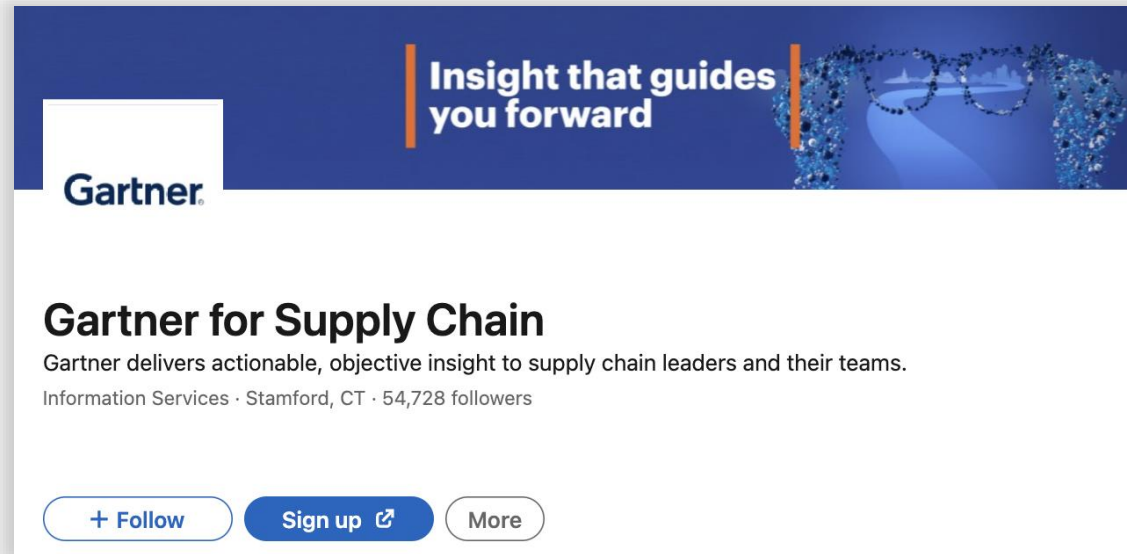 Insight that guides
you forward
Gartner®
Gartner for Supply Chain
Gartner delivers actionable, objective insight to supply chain leaders and their teams.
Information Services · Stamford, CT · 54,728 followers
+ Follow
Sign up
More